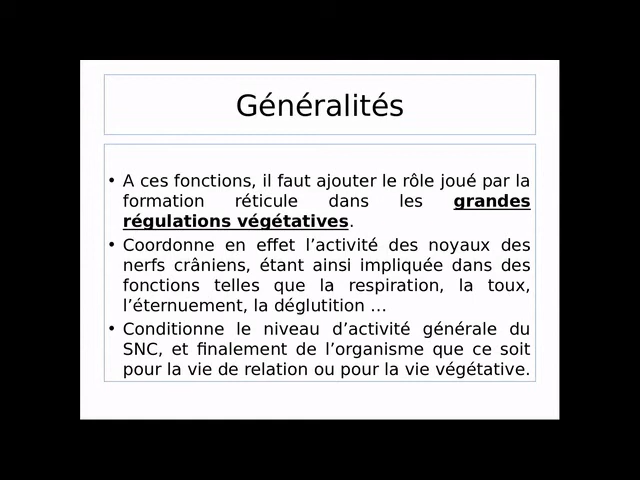 Généralités
• A ces fonctions, il faut ajouter le rôle joué par la
formation réticule dans les grandes
régulations végétatives.
• Coordonne en effet l’activité des noyaux des
nerfs crâniens, étant ainsi impliquée dans des
fonctions telles que la respiration, la toux,
l’éternuement, la déglutition …
• Conditionne le niveau d’activité générale du
SNC, et finalement de l’organisme que ce soit
pour la vie de relation ou pour la vie végétative.